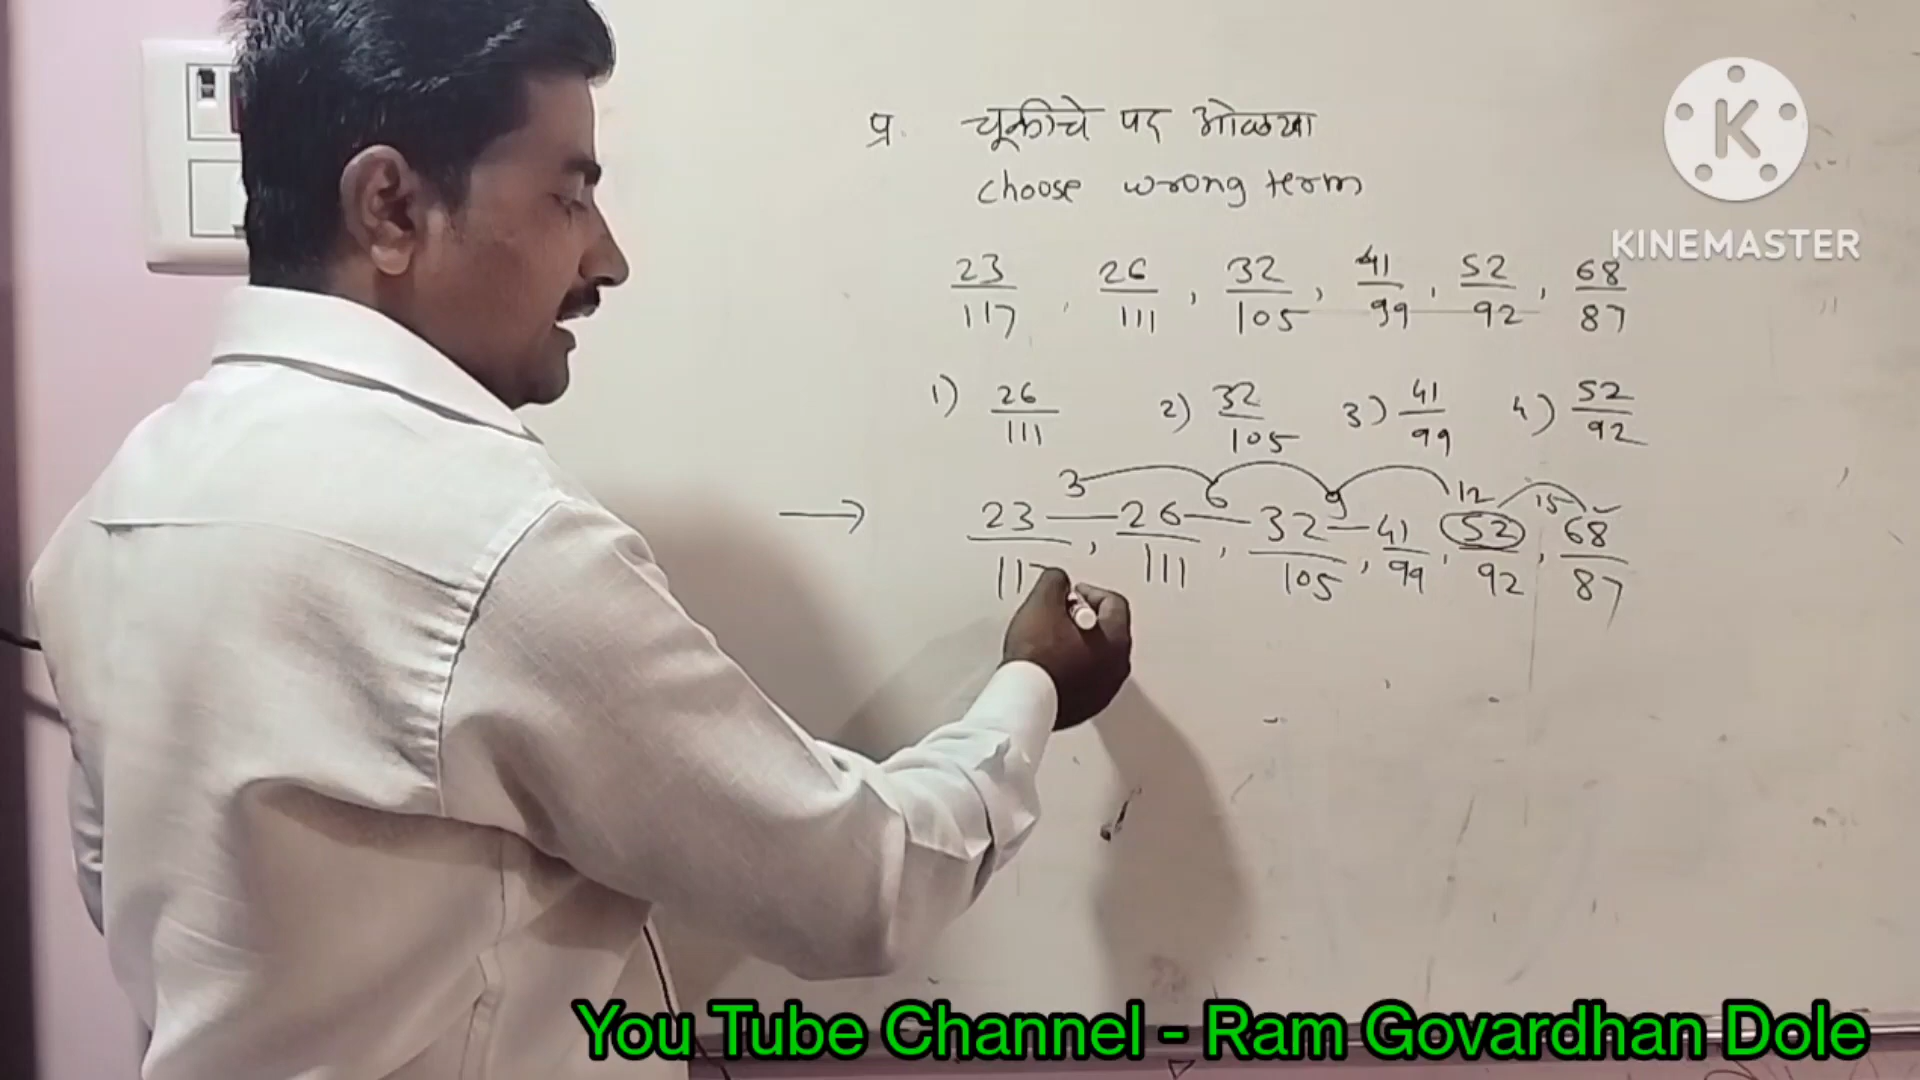 प्र. चूकीचे पद ओळखा
choose wrong term
23/117, 26/111, 32/105, 41/99, 52/92, 68/87
1) 26/111 2) 32/105 3) 41/99 4) 52/92
3 6 9 12 15
→ 23/117, 26/111, 32/105, 41/99, 52/92, 68/87
K
KINEMASTER
You Tube Channel - Ram Govardhan Dole